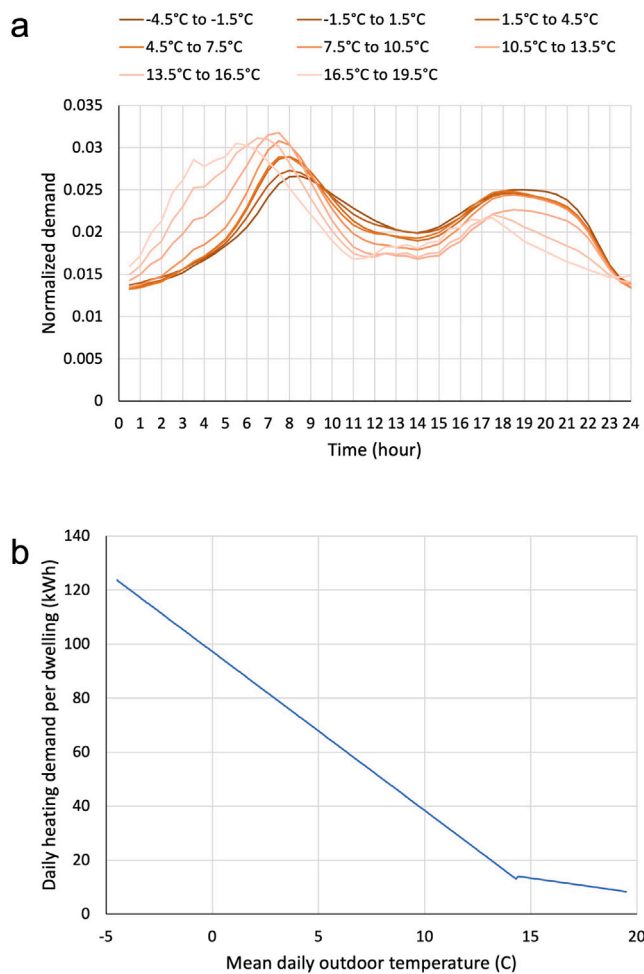 a
-4.5°C to -1.5°C -1.5°C to 1.5°C 1.5°C to 4.5°C
4.5°C to 7.5°C 7.5°C to 10.5°C 10.5°C to 13.5°C
13.5°C to 16.5°C 16.5°C to 19.5°C
Normalized demand
0.035
0.03
0.025
0.02
0.015
0.01
0.005
0
0 1 2 3 4 5 6 7 8 9 10 11 12 13 14 15 16 17 18 19 20 21 22 23 24
Time (hour)
b
Daily heating demand per dwelling (kWh)
140
120
100
80
60
40
20
0
-5 0 5 10 15 20
Mean daily outdoor temperature (C)